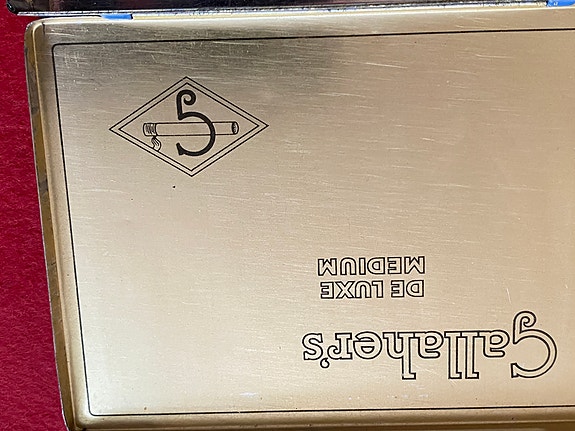 Gallaher's
DE LUXE
MEDIUM
G